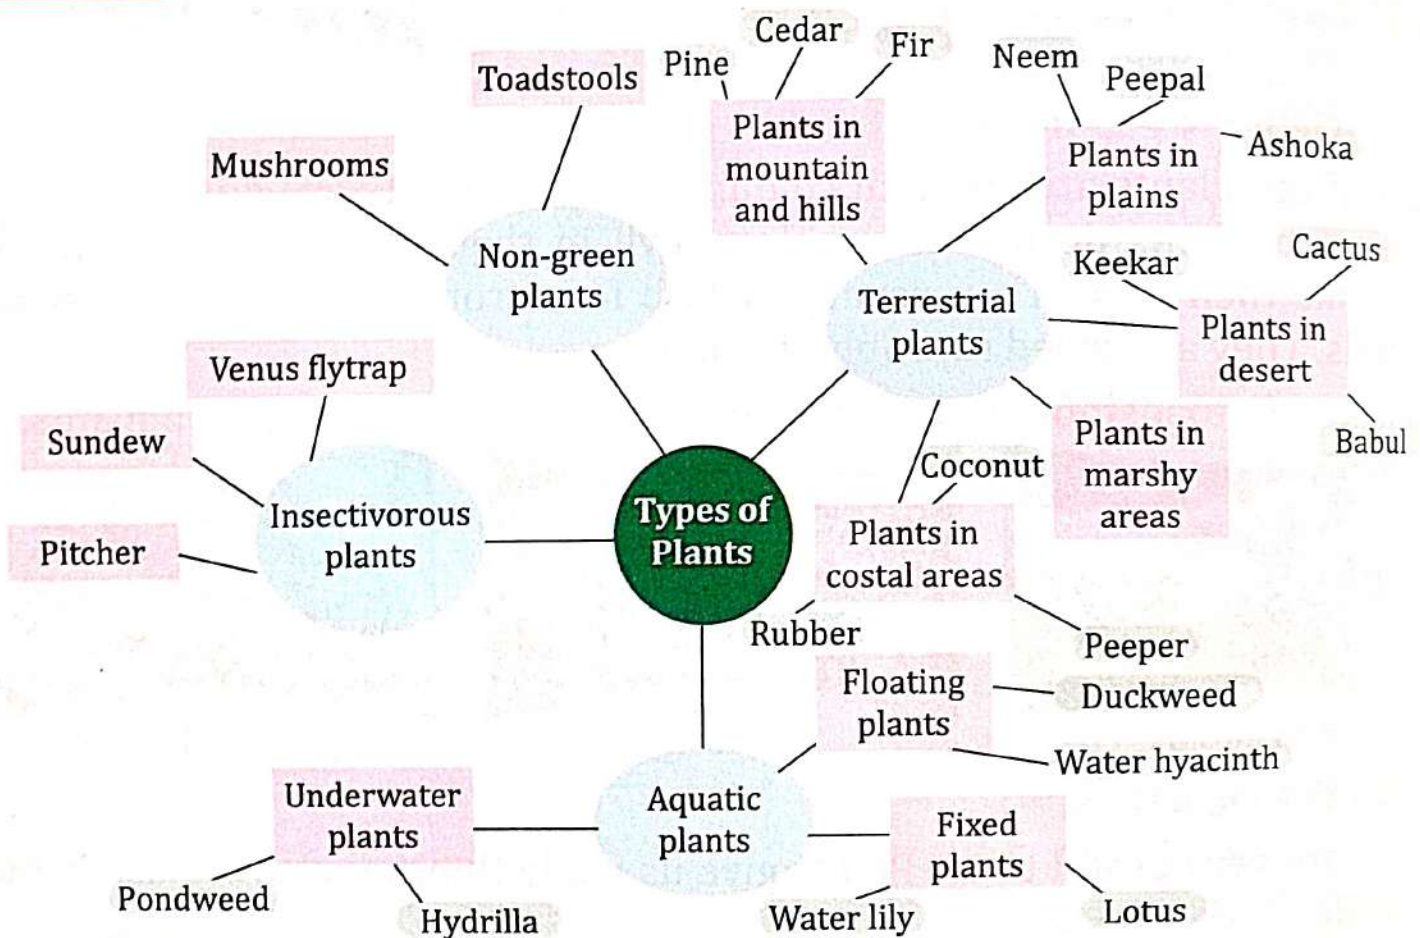 Cedar
Fir
Pine
Toadstools
Neem
Peepal
Ashoka
Mushrooms
Plants in
mountain
and hills
Plants in
plains
Non-green
plants
Terrestrial
plants
Keekar
Cactus
Plants in
desert
Babul
Venus flytrap
Sundew
Pitcher
Insectivorous
plants
Types of
Plants
Coconut
Plants in
marshy
areas
Plants in
costal areas
Rubber
Peeper
Floating
plants
Duckweed
Water hyacinth
Underwater
plants
Aquatic
plants
Fixed
plants
Pondweed
Hydrilla
Water lily
Lotus